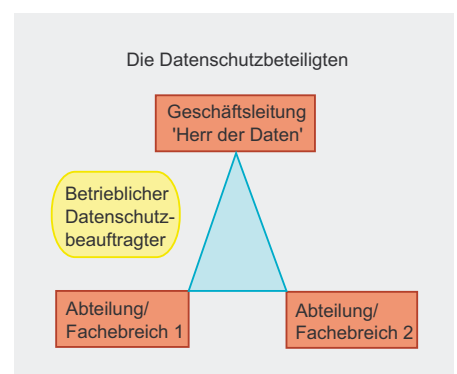 Die Datenschutzbeteiligten
Geschäftsleitung
'Herr der Daten'
Betrieblicher
Datenschutz-
beauftragter
Abteilung/
Fachebreich 1
Abteilung/
Fachebreich 2